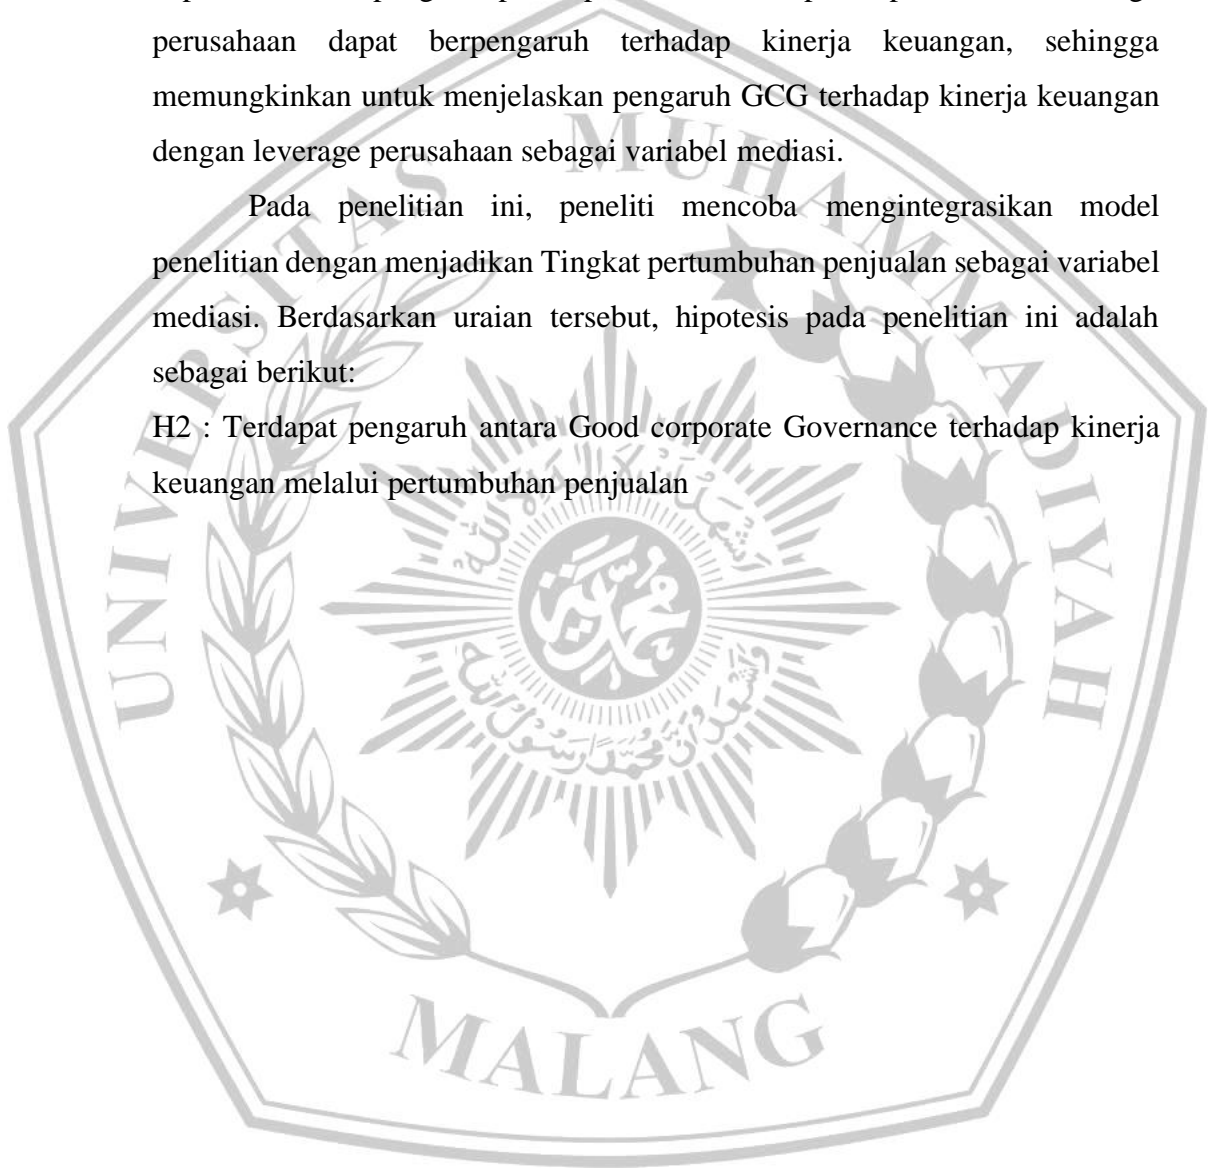 perusahaan dapat berpengaruh terhadap kinerja keuangan, sehingga
memungkinkan untuk menjelaskan pengaruh GCG terhadap kinerja keuangan
dengan leverage perusahaan sebagai variabel mediasi.
Pada penelitian ini, peneliti mencoba mengintegrasikan model
penelitian dengan menjadikan Tingkat pertumbuhan penjualan sebagai variabel
mediasi. Berdasarkan uraian tersebut, hipotesis pada penelitian ini adalah
sebagai berikut:
H2 : Terdapat pengaruh antara Good corporate Governance terhadap kinerja
keuangan melalui pertumbuhan penjualan
UNIVERSITAS MUHAMMADIYAH
MALANG